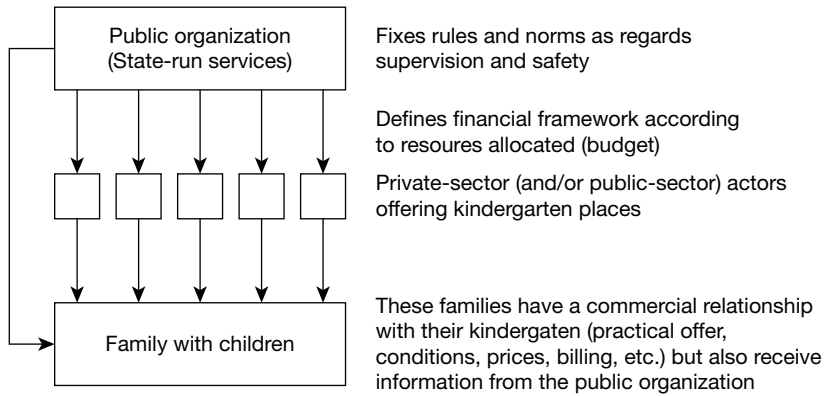 Public organization
(State-run services)
Fixes rules and norms as regards
supervision and safety
Defines financial framework according
to resoures allocated (budget)
Private-sector (and/or public-sector) actors
offering kindergarten places
Family with children
These families have a commercial relationship
with their kindergaten (practical offer,
conditions, prices, billing, etc.) but also receive
information from the public organization